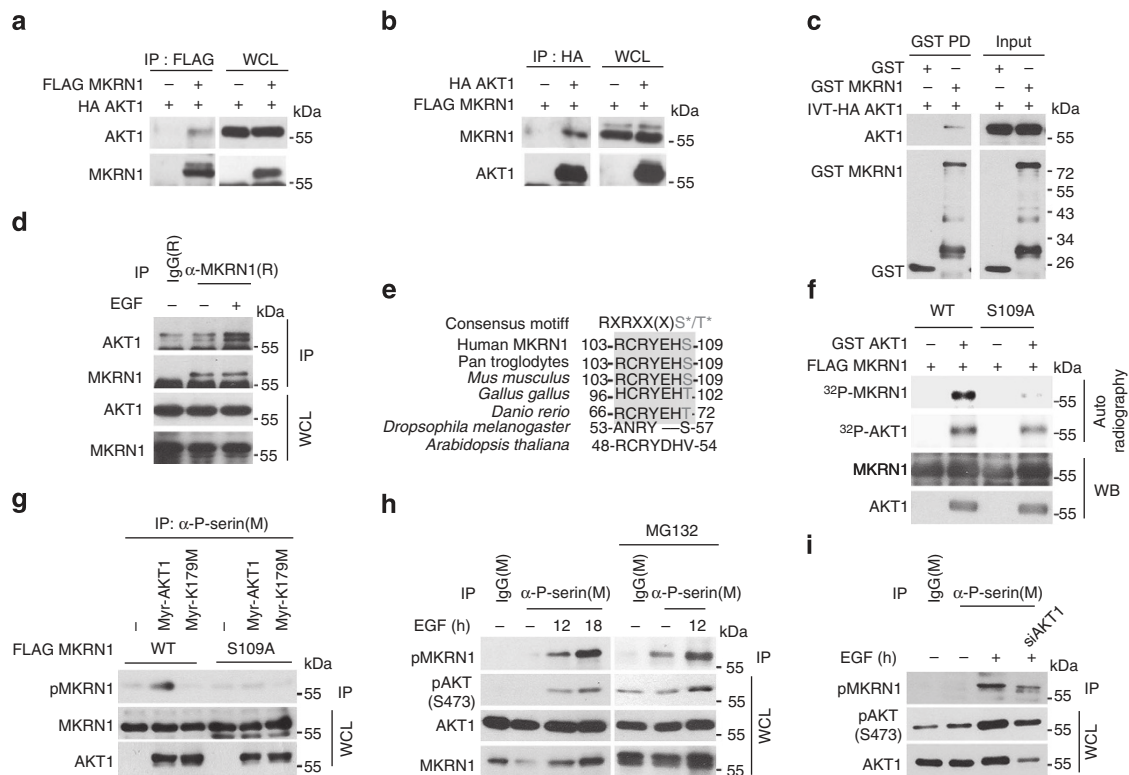 a
IP : FLAG WCL
FLAG MKRN1 – + – +
HA AKT1 + + + + kDa
AKT1 -55
MKRN1 -55
b
IP : HA WCL
HA AKT1 – + – +
FLAG MKRN1 + + + + kDa
MKRN1 -55
AKT1 -55
c
GST PD Input
GST + – + –
GST MKRN1 – + – +
IVT-HA AKT1 + + + + kDa
AKT1 -55
GST MKRN1 - 72
- 55
- 43
- 34
- 26
GST
d
IgG(R)
IP α-MKRN1(R)
EGF – – + kDa
AKT1 -55
MKRN1 -55
IP
AKT1 -55
MKRN1 -55
WCL
e
Consensus motiff RXRXX(X)S*/T*
Human MKRN1 103-RCRYEHS-109
Pan troglodytes 103-RCRYEHS-109
Mus musculus 103-RCRYEHS-109
Gallus gallus 96-HCRYEHT-102
Danio rerio 66-RCRYEHT-72
Dropsophila melanogaster 53-ANRY —S-57
Arabidopsis thaliana 48-RCRYDHV-54
f
WT S109A
GST AKT1 – + – +
FLAG MKRN1 + + + + kDa
32P-MKRN1 -55
32P-AKT1 -55
Auto
radiography
MKRN1 -55
AKT1 -55
WB
g
IP: α-P-serin(M)
– Myr-AKT1 Myr-K179M – Myr-AKT1 Myr-K179M
FLAG MKRN1 WT S109A
kDa
pMKRN1 -55 IP
MKRN1 -55
AKT1 -55
WCL
h
MG132
IgG(M) IgG(M)
IP α-P-serin(M) α-P-serin(M)
EGF (h) – – 12 18 – – 12 kDa
pMKRN1 -55 IP
pAKT
(S473) -55
AKT1 -55
MKRN1 -55
WCL
i
IgG(M)
IP α-P-serin(M)
siAKT1
EGF (h) – – + + kDa
pMKRN1 -55 IP
pAKT
(S473) -55
AKT1 -55
WCL